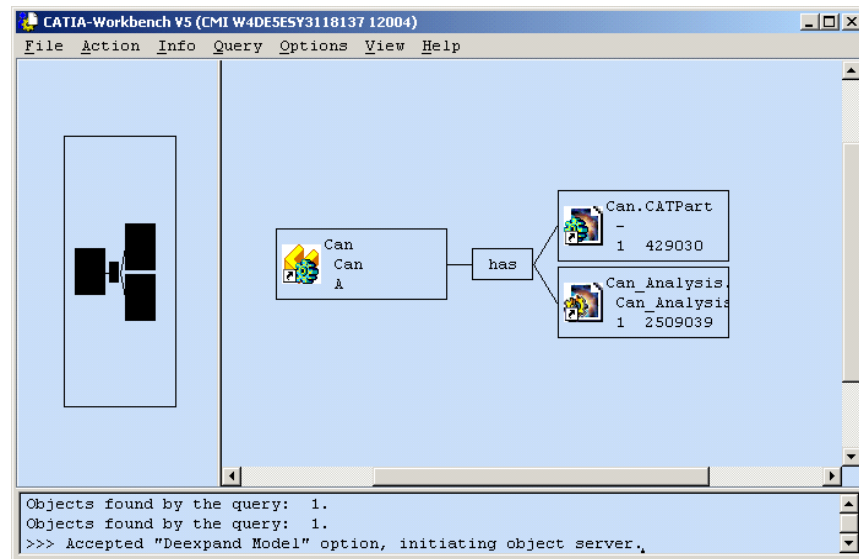 CATIA-Workbench V5 (CMI W4DE5ESY3118137 12004)
File Action Info Query Options View Help
Can
Can
A
has
Can.CATPart
-
1 429030
Can_Analysis.
Can_Analysis
1 2509039
Objects found by the query: 1.
Objects found by the query: 1.
>>> Accepted "Deexpand Model" option, initiating object server.